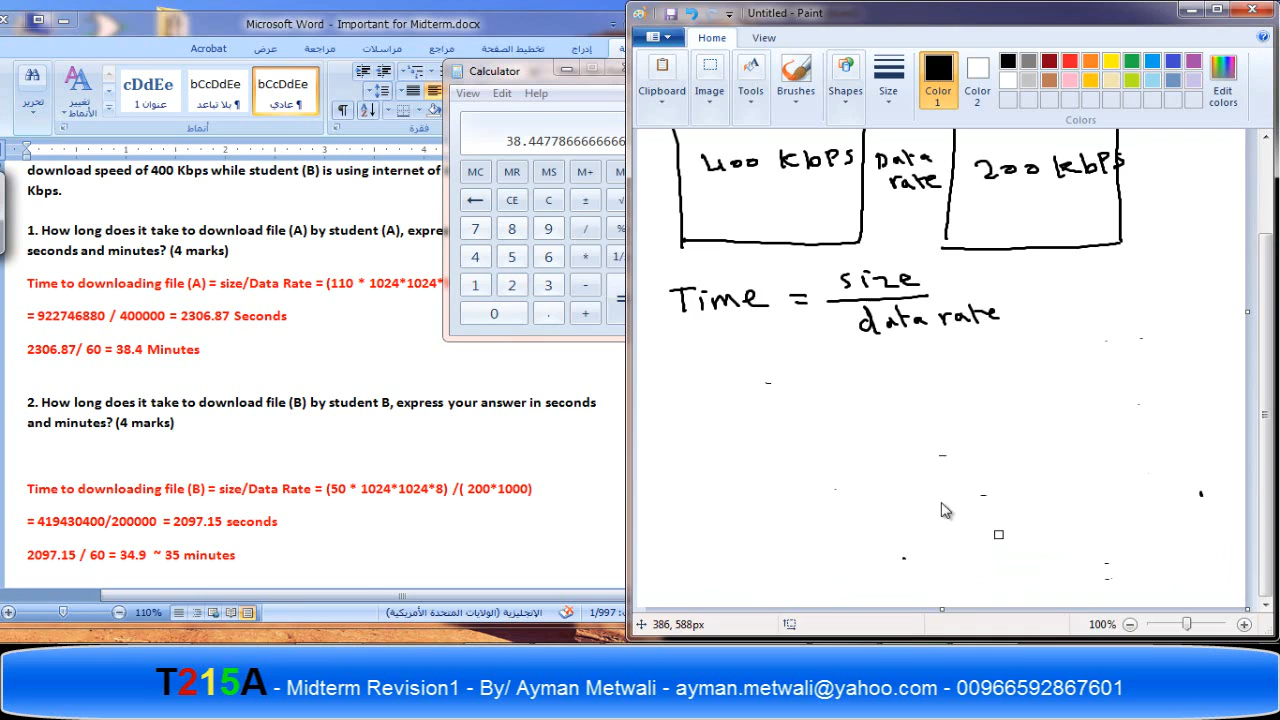 Microsoft Word - Important for Midterm.docx
إدراج
تخطيط الصفحة
مراجع
مراسلات
مراجعة
عرض
Acrobat
تحرير
تغيير
الأنماط
cDdEe
عنوان 1
bCcDdEe
¶ بلا تباعد
bCcDdEe
¶ عادي
أنماط
فقرة
download speed of 400 Kbps while student (B) is using internet of
Kbps.
1. How long does it take to download file (A) by student (A), expre
seconds and minutes? (4 marks)
Time to downloading file (A) = size/Data Rate = (110 * 1024*1024*
= 922746880 / 400000 = 2306.87 Seconds
2306.87/ 60 = 38.4 Minutes
2. How long does it take to download file (B) by student B, express your answer in seconds
and minutes? (4 marks)
Time to downloading file (B) = size/Data Rate = (50 * 1024*1024*8) /( 200*1000)
= 419430400/200000 = 2097.15 seconds
2097.15 / 60 = 34.9 ~ 35 minutes
110%
الإنجليزية (الولايات المتحدة الأمريكية)
1/997
Calculator
View Edit Help
38.4477866666666
MC MR MS M+
← CE C ±
7 8 9 / %
4 5 6 * 1/
1 2 3 - =
0 . +
Untitled - Paint
Home View
Clipboard
Image
Tools
Brushes
Shapes
Size
Color
1
Color
2
Edit
colors
Colors
400 KbPS
Data
rate
200 KbPS
Time = size
data rate
386, 588px
100%
T215A - Midterm Revision1 - By/ Ayman Metwali - ayman.metwali@yahoo.com - 00966592867601